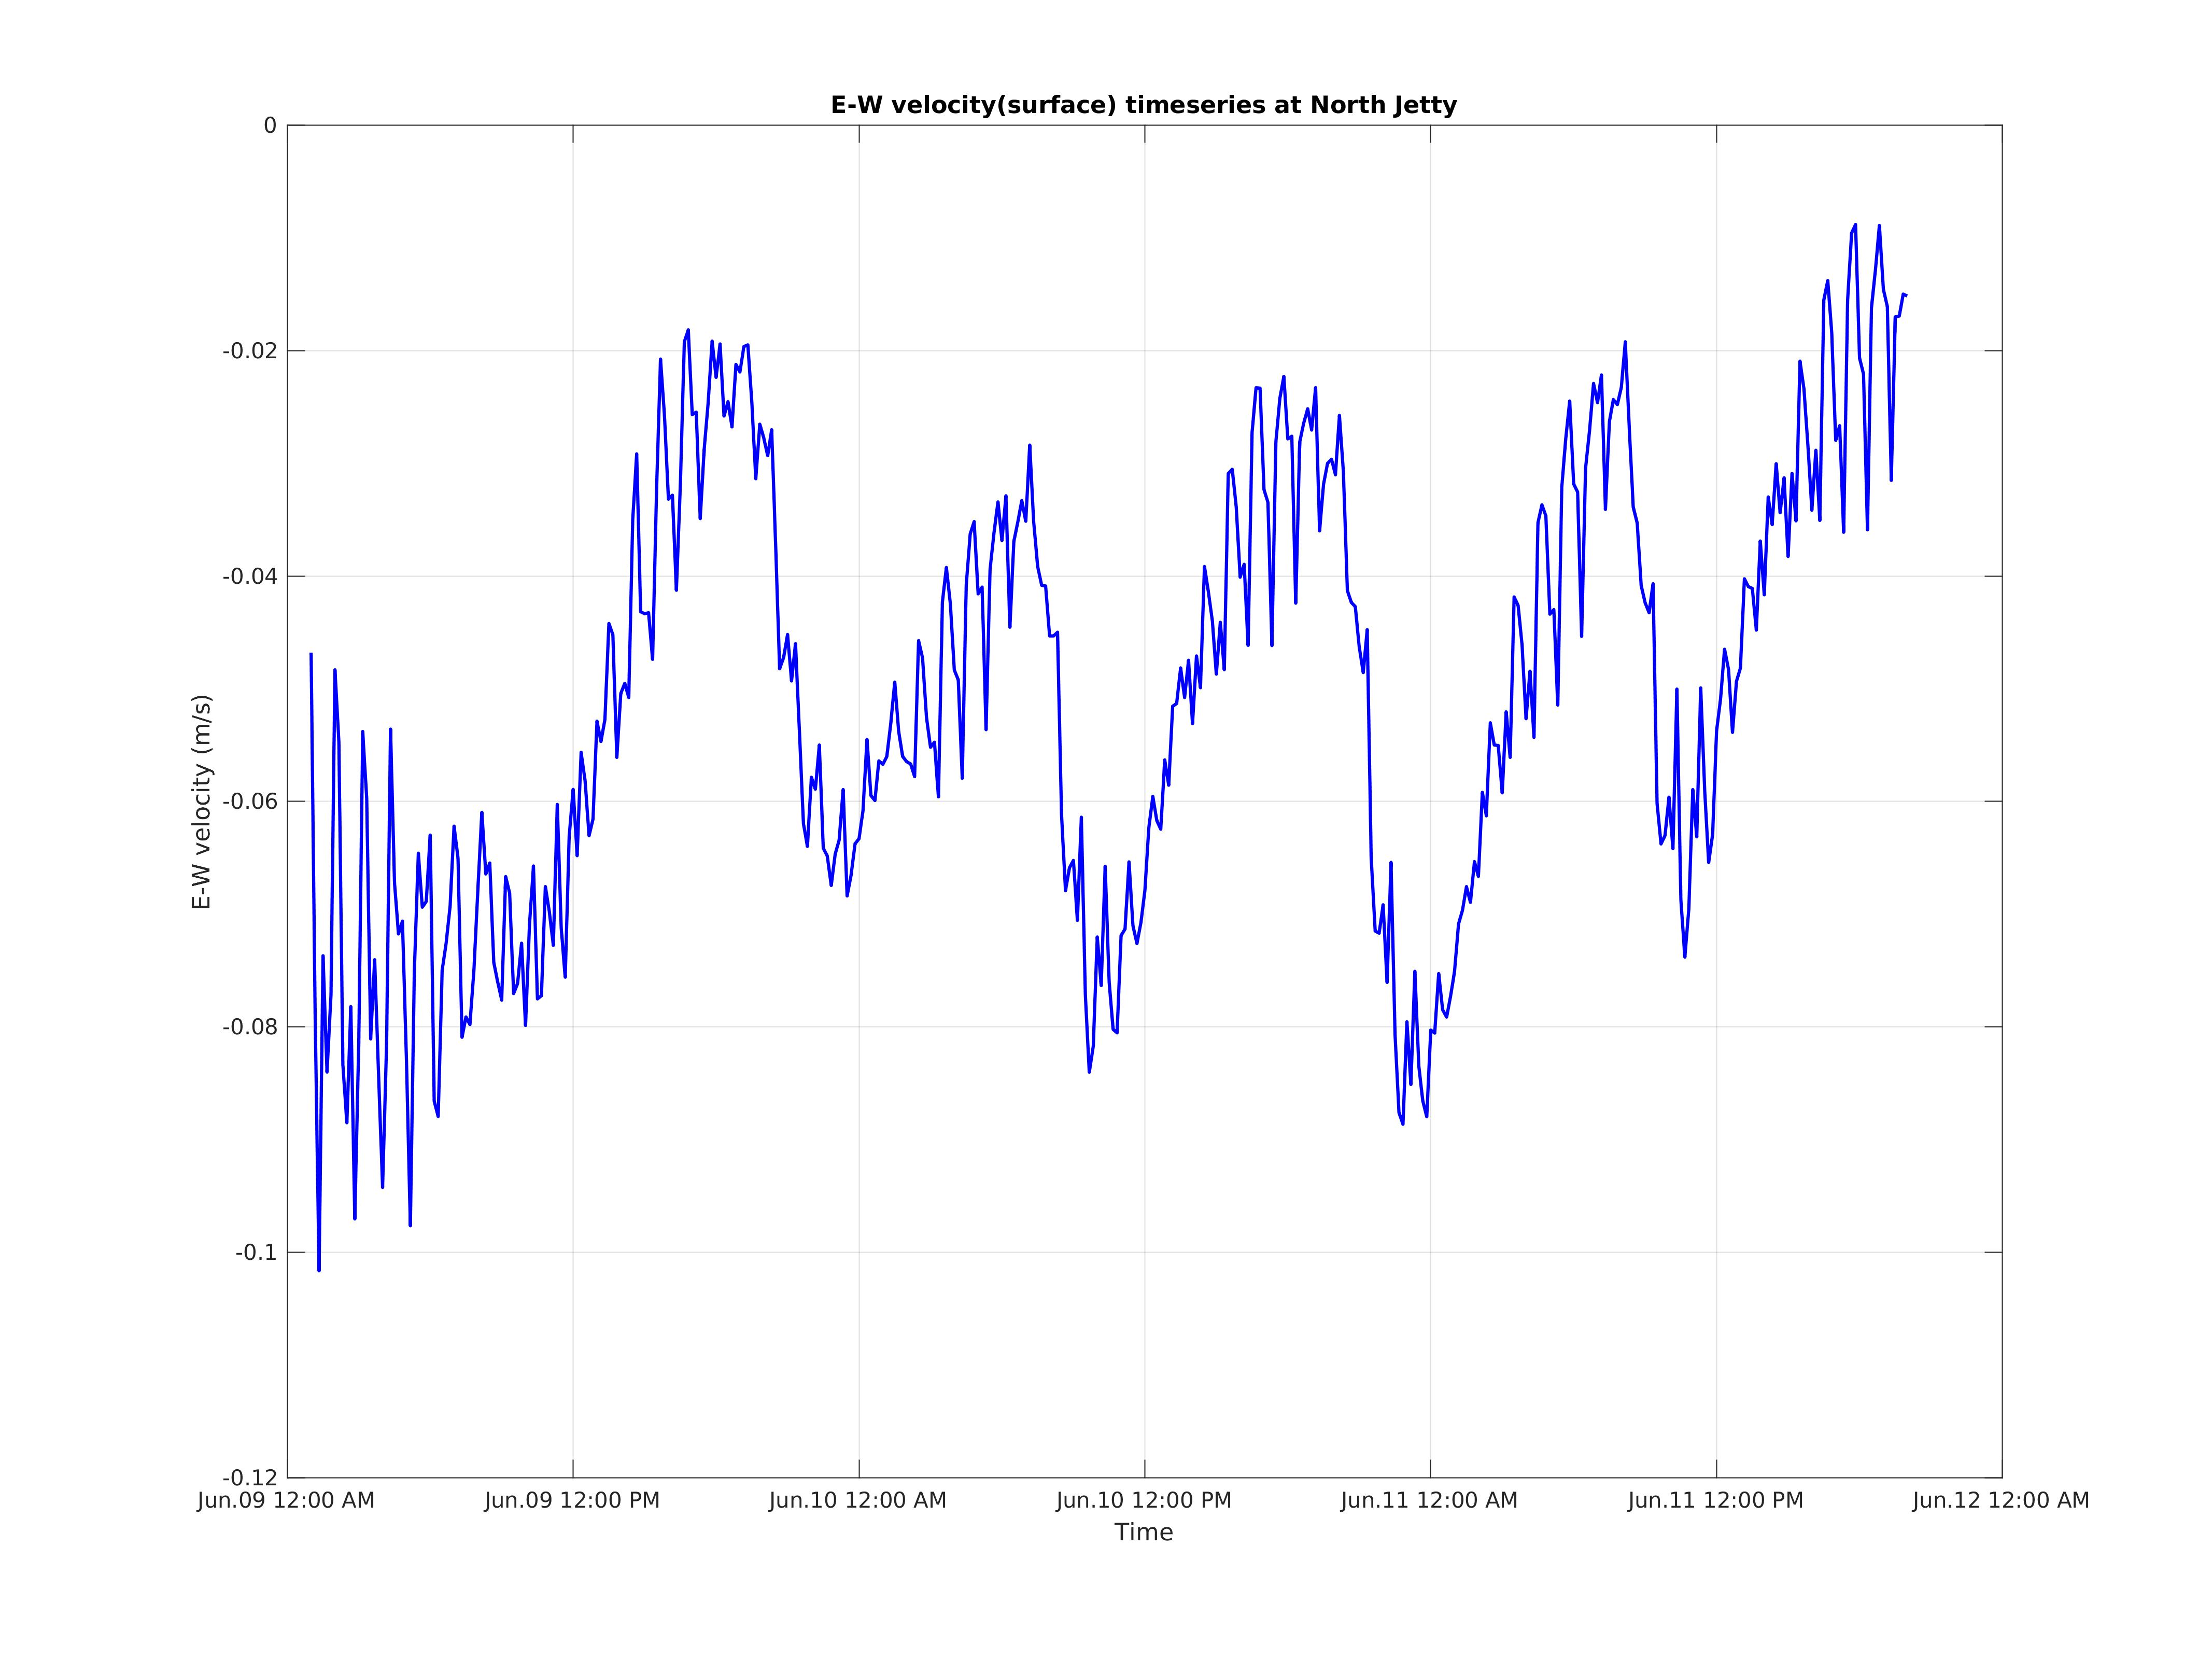 E-W velocity(surface) timeseries at North Jetty
0
-0.02
-0.04
-0.06
-0.08
-0.1
-0.12
E-W velocity (m/s)
Jun.09 12:00 AM Jun.09 12:00 PM Jun.10 12:00 AM Jun.10 12:00 PM Jun.11 12:00 AM Jun.11 12:00 PM Jun.12 12:00 AM
Time